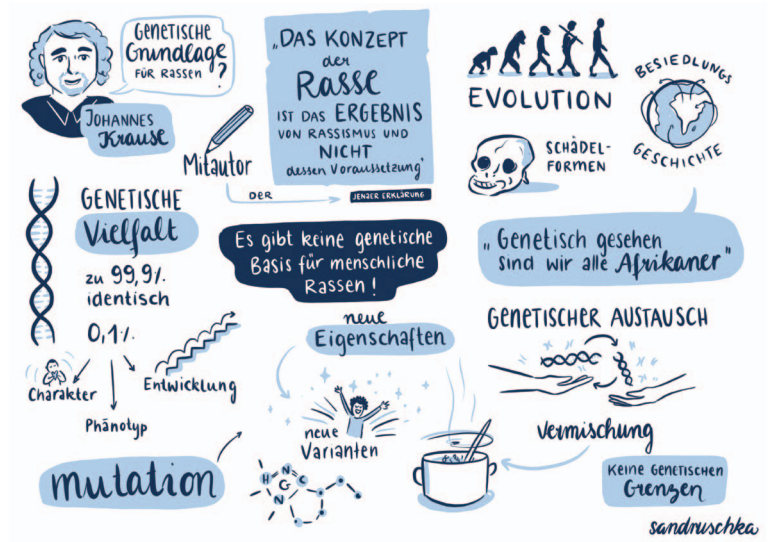 GENETISCHE
Grundlage
FÜR RASSEN ?
JOHANNES
Krause
Mitautor
DER
JENAER ERKLÄRUNG
„DAS KONZEPT
der
RASSE
IST DAS ERGEBNIS
VON RASSISMUS UND
NICHT
dessen Voraussetzung“
EVOLUTION
SCHÄDEL-
FORMEN
BESIEDLUNGS
GESCHICHTE
GENETISCHE
Vielfalt
zu 99,9%
identisch
0,1%
Charakter
Phänotyp
Entwicklung
Es gibt keine genetische
Basis für menschliche
Rassen !
„Genetisch gesehen
sind wir alle Afrikaner"
neue
Eigenschaften
neue
Varianten
mutation
H N C
G
N
GENETISCHER AUSTAUSCH
Vermischung
KEINE GENETISCHEN
Grenzen
sandruschka